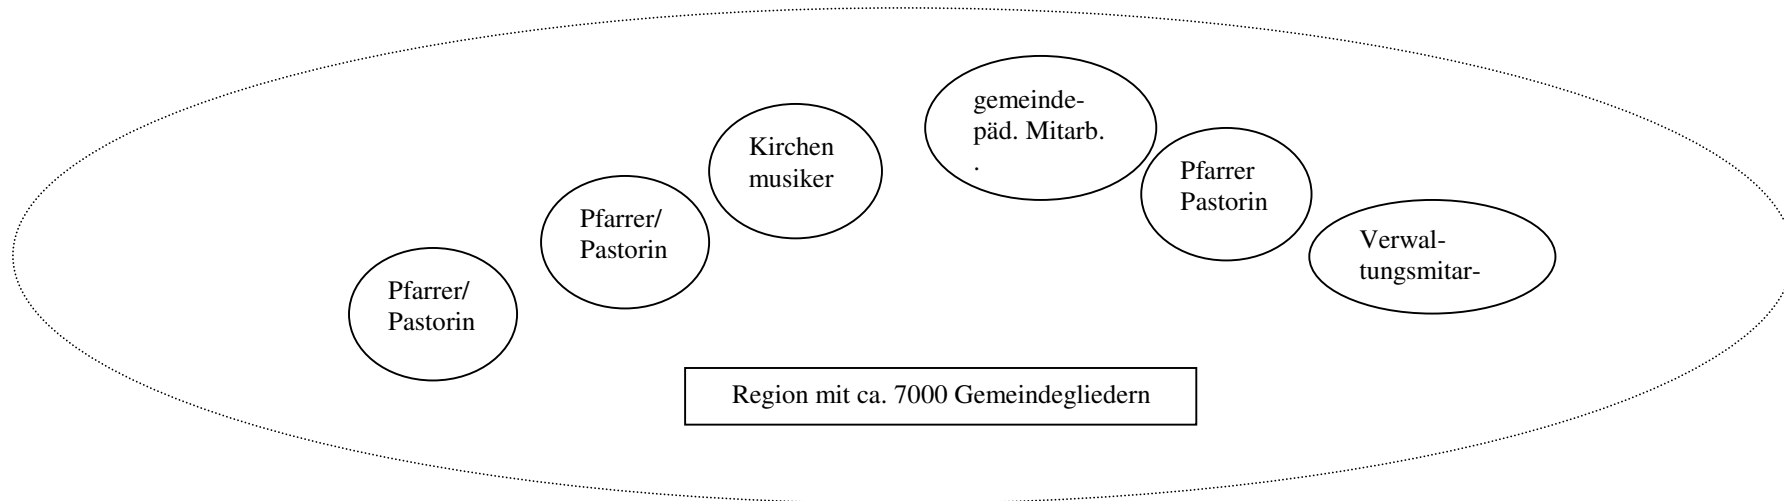 Pfarrer/
Pastorin
Pfarrer/
Pastorin
Kirchen
musiker
gemeinde-
päd. Mitarb.
.
Pfarrer
Pastorin
Verwal-
tungsmitar-
Region mit ca. 7000 Gemeindegliedern